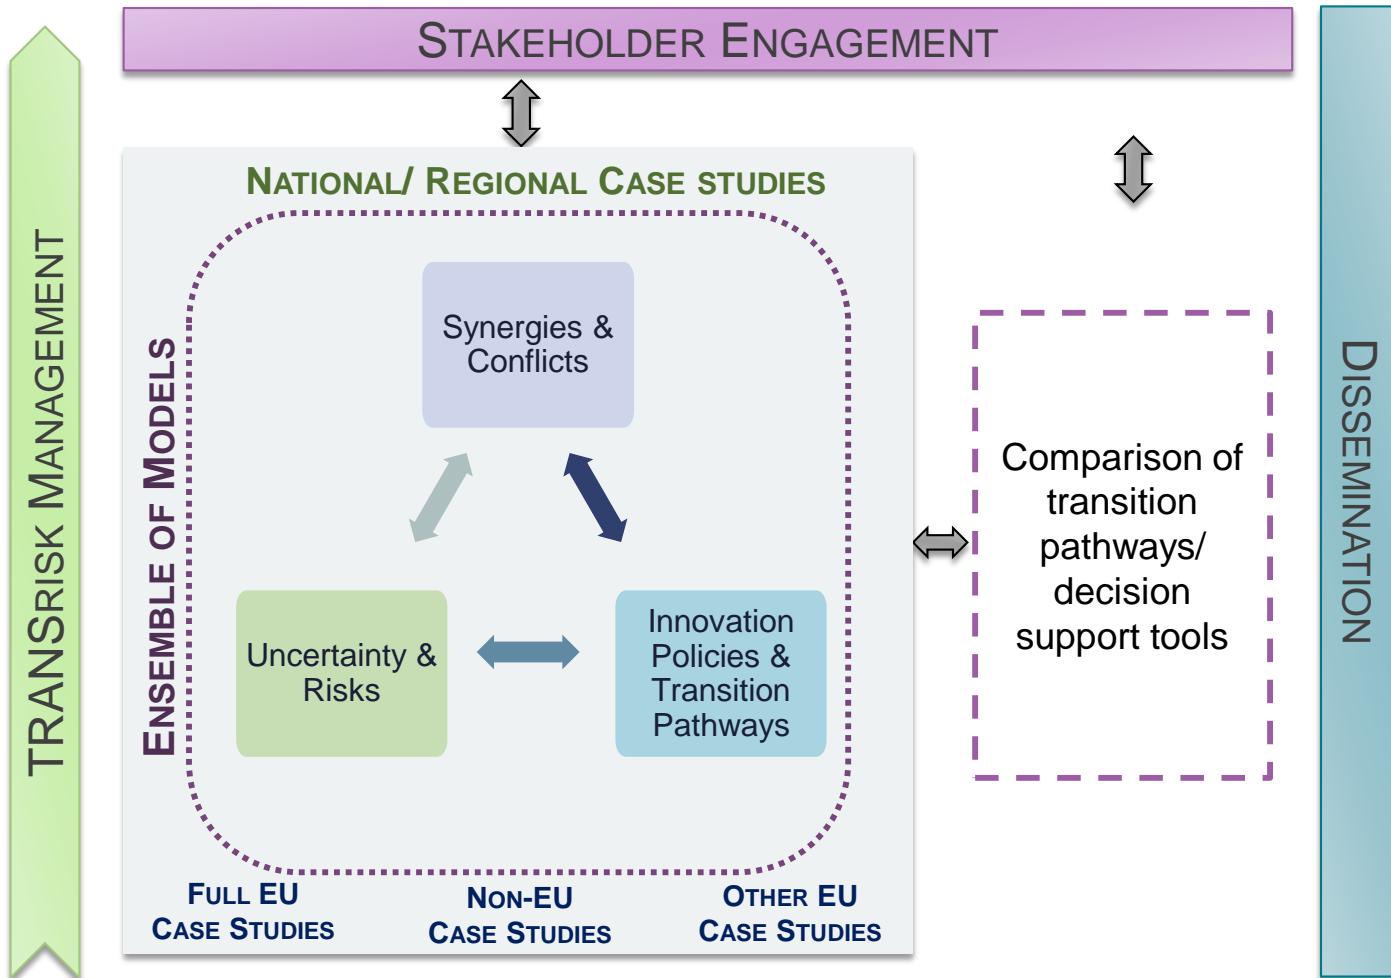 STAKEHOLDER ENGAGEMENT
TRANSRISK MANAGEMENT
NATIONAL/ REGIONAL CASE STUDIES
ENSEMBLE OF MODELS
Synergies &
Conflicts
Uncertainty &
Risks
Innovation
Policies &
Transition
Pathways
FULL EU
CASE STUDIES
NON-EU
CASE STUDIES
OTHER EU
CASE STUDIES
Comparison of
transition
pathways/
decision
support tools
DISSEMINATION